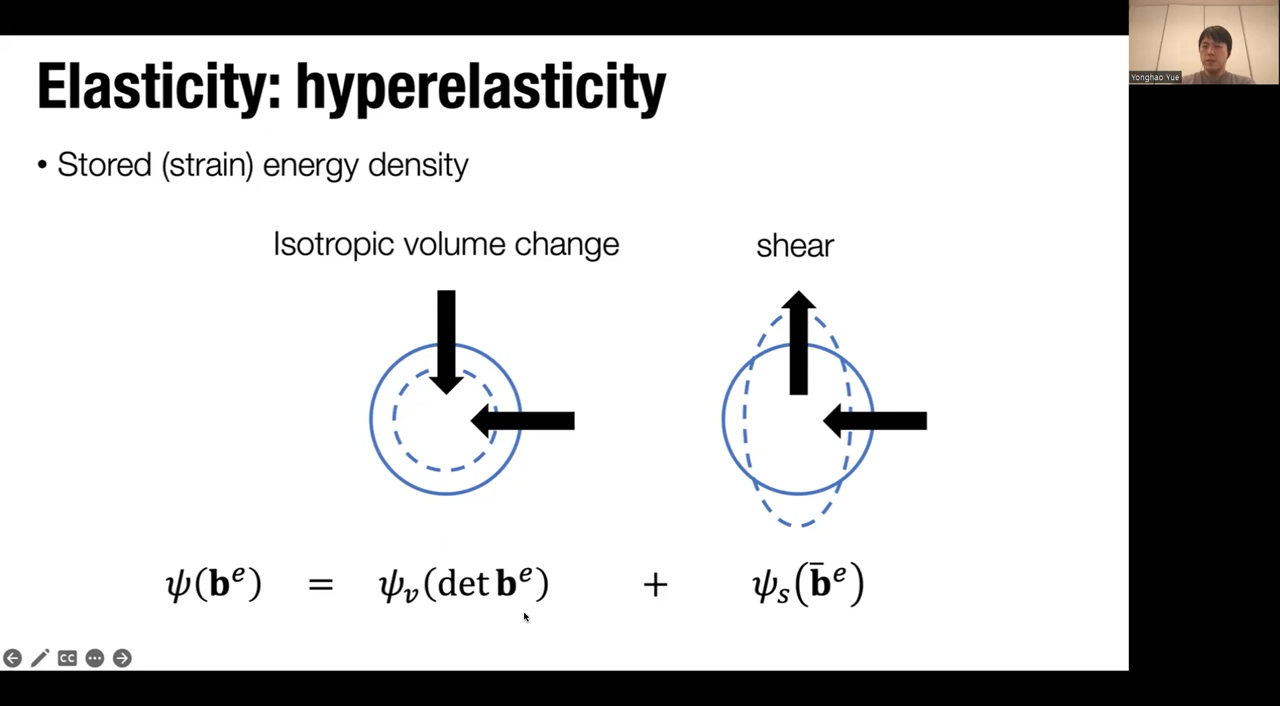 Elasticity: hyperelasticity
• Stored (strain) energy density
Isotropic volume change
shear
ψ(𝐛ᵉ) = ψᵥ(det 𝐛ᵉ) + ψₛ(𝐛̄ᵉ)
Yonghao Yue
CC